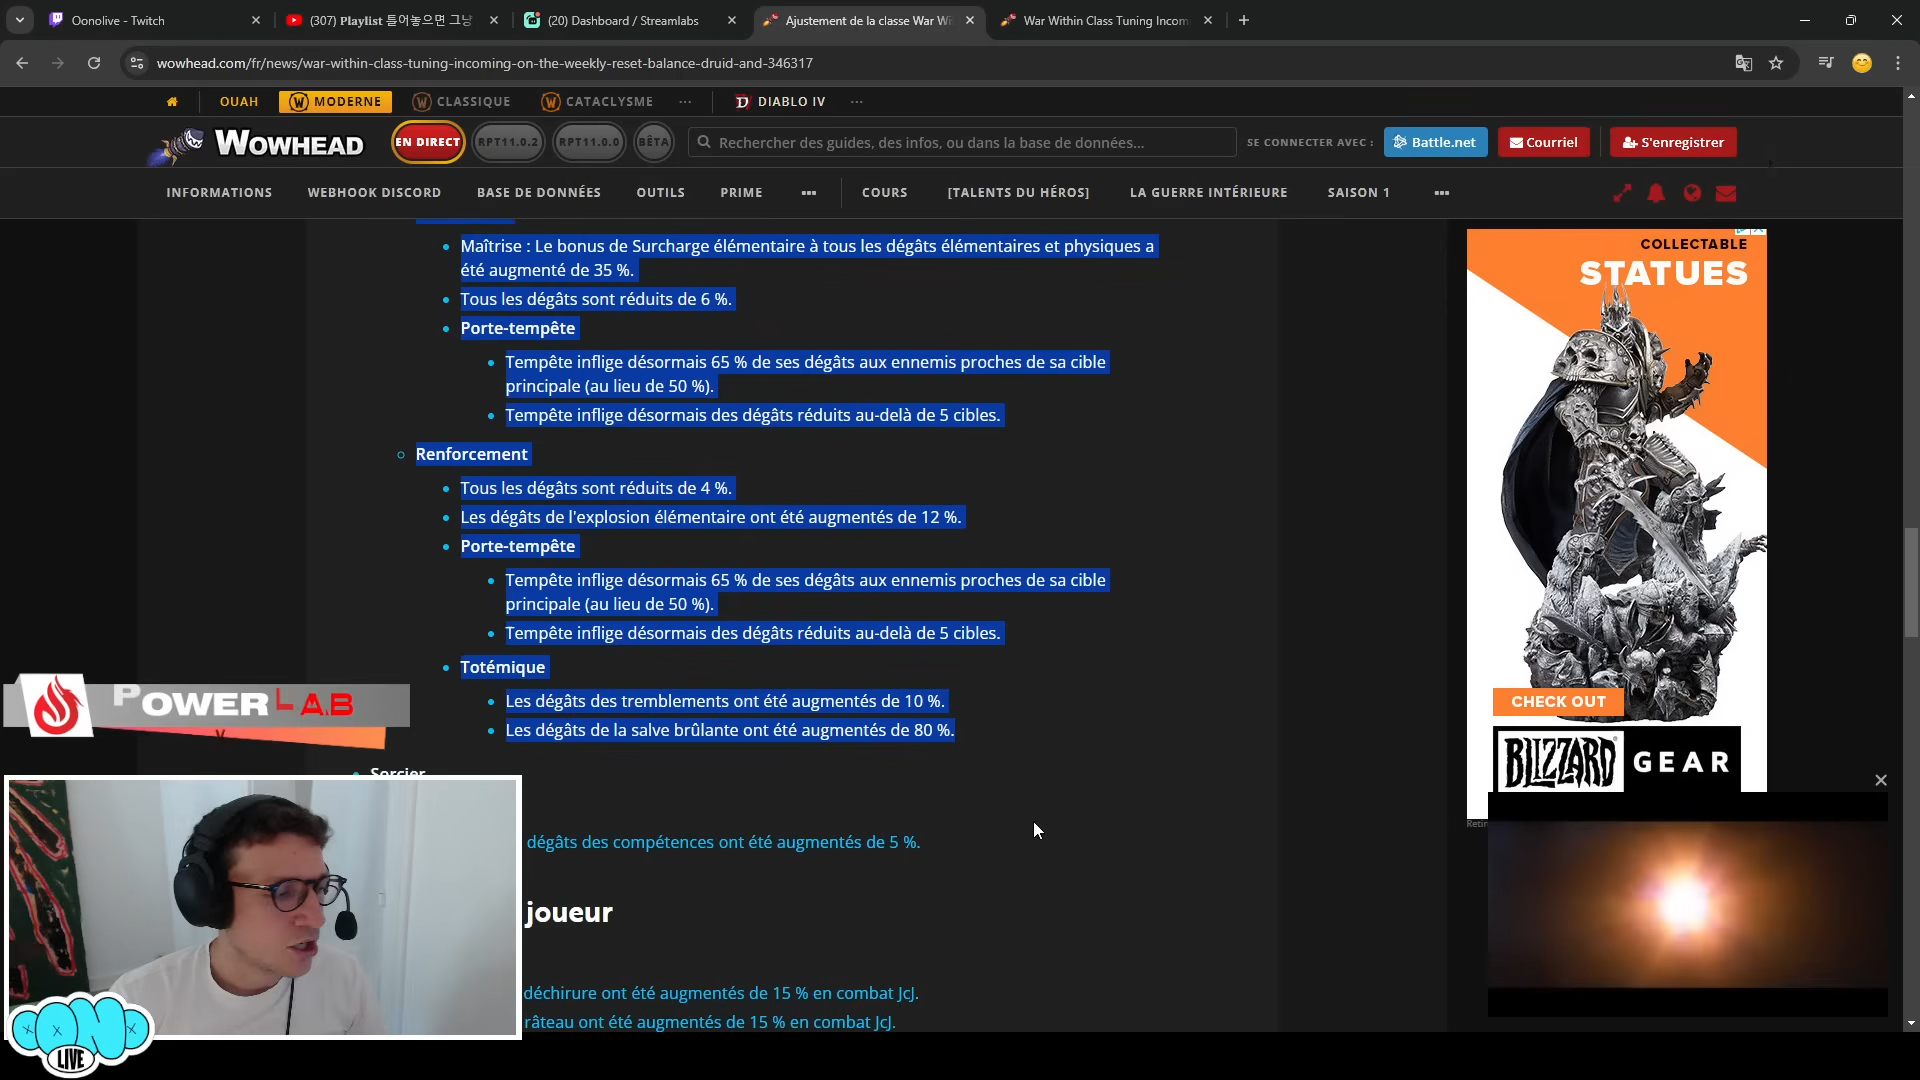 Oonolive - Twitch
(307) Playlist 틀어놓으면 그냥
(20) Dashboard / Streamlabs
Ajustement de la classe War Wi
War Within Class Tuning Incom
wowhead.com/fr/news/war-within-class-tuning-incoming-on-the-weekly-reset-balance-druid-and-346317
OUAH
MODERNE
CLASSIQUE
CATACLYSME
DIABLO IV
WOWHEAD
EN DIRECT
RPT11.0.2
RPT11.0.0
BÊTA
Rechercher des guides, des infos, ou dans la base de données...
SE CONNECTER AVEC :
Battle.net
Courriel
S'enregistrer
INFORMATIONS
WEBHOOK DISCORD
BASE DE DONNÉES
OUTILS
PRIME
COURS
[TALENTS DU HÉROS]
LA GUERRE INTÉRIEURE
SAISON 1
Maîtrise : Le bonus de Surcharge élémentaire à tous les dégâts élémentaires et physiques a
été augmenté de 35 %.
Tous les dégâts sont réduits de 6 %.
Porte-tempête
Tempête inflige désormais 65 % de ses dégâts aux ennemis proches de sa cible
principale (au lieu de 50 %).
Tempête inflige désormais des dégâts réduits au-delà de 5 cibles.
Renforcement
Tous les dégâts sont réduits de 4 %.
Les dégâts de l'explosion élémentaire ont été augmentés de 12 %.
Porte-tempête
Tempête inflige désormais 65 % de ses dégâts aux ennemis proches de sa cible
principale (au lieu de 50 %).
Tempête inflige désormais des dégâts réduits au-delà de 5 cibles.
Totémique
Les dégâts des tremblements ont été augmentés de 10 %.
Les dégâts de la salve brûlante ont été augmentés de 80 %.
Sorcier
dégâts des compétences ont été augmentés de 5 %.
joueur
déchirure ont été augmentés de 15 % en combat JcJ.
râteau ont été augmentés de 15 % en combat JcJ.
COLLECTABLE
STATUES
CHECK OUT
BLIZZARD GEAR
POWERLAB
OONO
LIVE